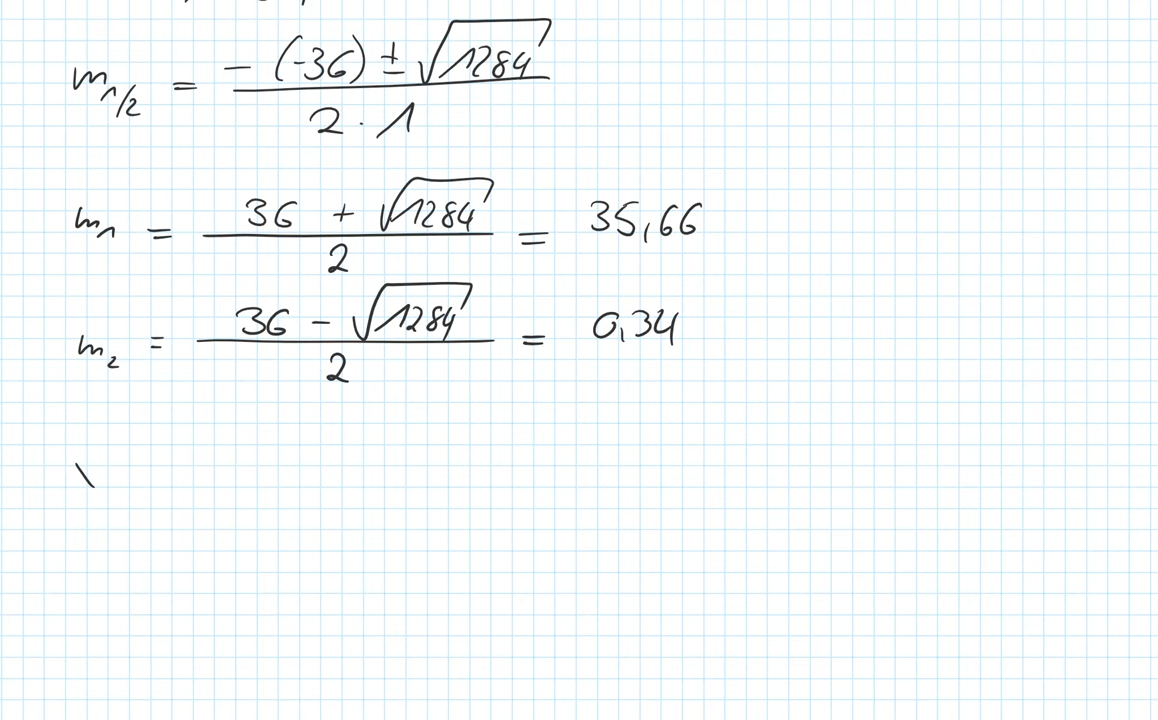 m₁/₂ = (-(-36) ± √1284) / (2 · 1)
m₁ = (36 + √1284) / 2 = 35,66
m₂ = (36 - √1284) / 2 = 0,34
\